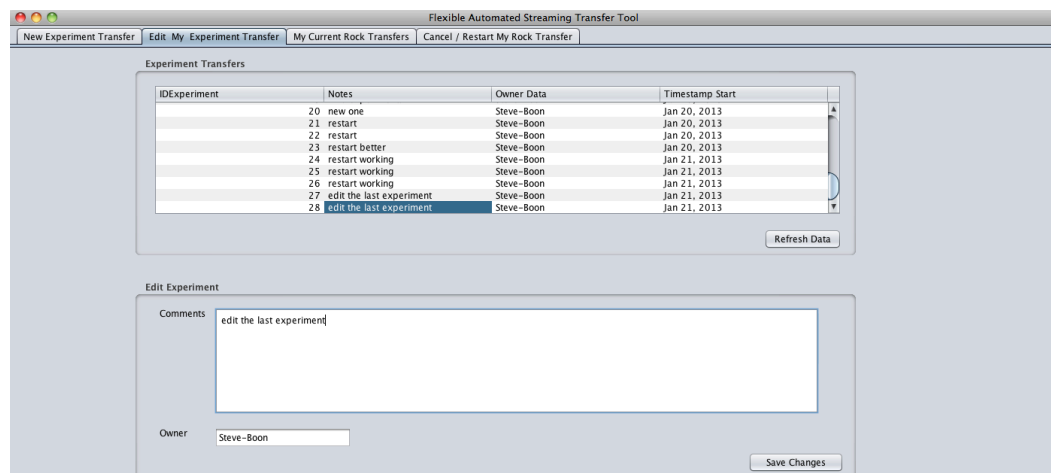 Flexible Automated Streaming Transfer Tool
New Experiment Transfer Edit My Experiment Transfer My Current Rock Transfers Cancel / Restart My Rock Transfer
Experiment Transfers
IDExperiment Notes Owner Data Timestamp Start
20 new one Steve-Boon Jan 20, 2013
21 restart Steve-Boon Jan 20, 2013
22 restart Steve-Boon Jan 20, 2013
23 restart better Steve-Boon Jan 20, 2013
24 restart working Steve-Boon Jan 21, 2013
25 restart working Steve-Boon Jan 21, 2013
26 restart working Steve-Boon Jan 21, 2013
27 edit the last experiment Steve-Boon Jan 21, 2013
28 edit the last experiment Steve-Boon Jan 21, 2013
Refresh Data
Edit Experiment
Comments edit the last experiment
Owner Steve-Boon
Save Changes